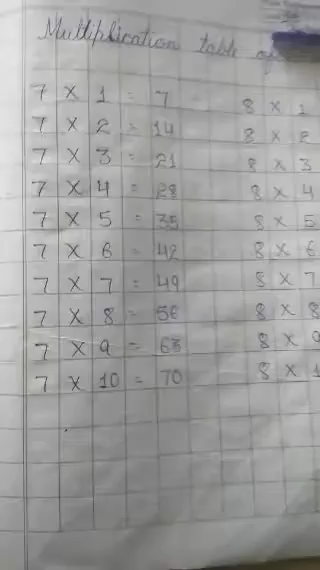 Multiplication table of
7 x 1 = 7 8 x 1
7 x 2 = 14 8 x 2
7 x 3 = 21 8 x 3
7 x 4 = 28 8 x 4
7 x 5 = 35 8 x 5
7 x 6 = 42 8 x 6
7 x 7 = 49 8 x 7
7 x 8 = 56 8 x 8
7 x 9 = 63 8 x 9
7 x 10 = 70 8 x 1